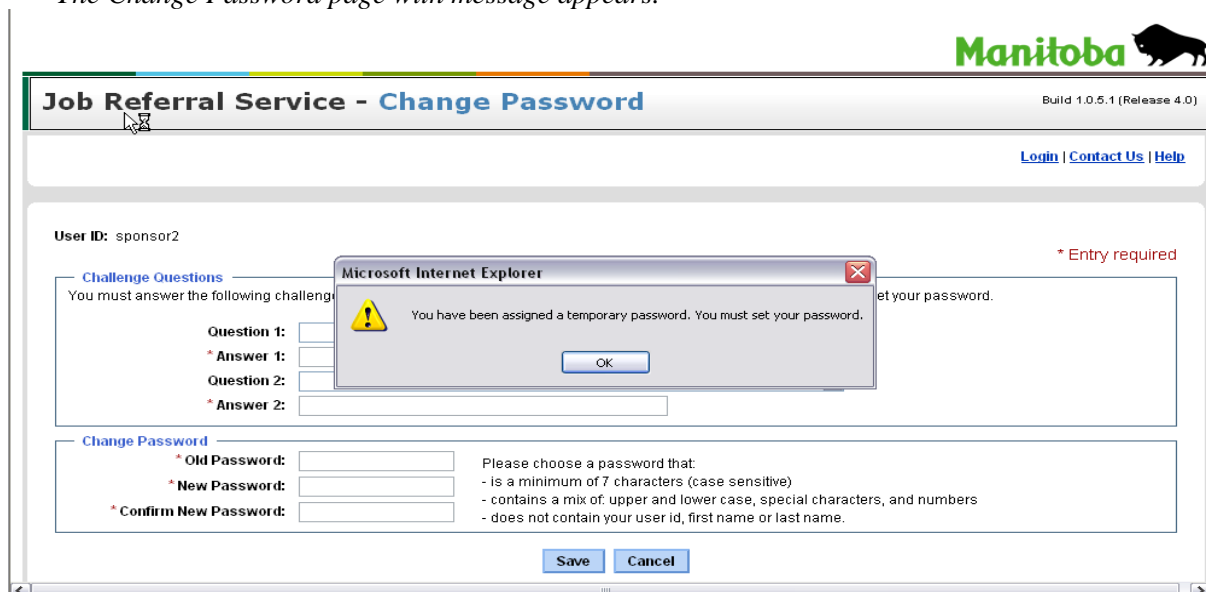 The Change Password page with message appears.
Manitoba
Job Referral Service - Change Password
Build 1.0.5.1 (Release 4.0)
Login | Contact Us | Help
User ID: sponsor2
* Entry required
Challenge Questions
You must answer the following challeng
et your password.
Microsoft Internet Explorer
You have been assigned a temporary password. You must set your password.
OK
Question 1:
* Answer 1:
Question 2:
* Answer 2:
Change Password
* Old Password:
* New Password:
* Confirm New Password:
Please choose a password that:
- is a minimum of 7 characters (case sensitive)
- contains a mix of: upper and lower case, special characters, and numbers
- does not contain your user id, first name or last name.
Save Cancel